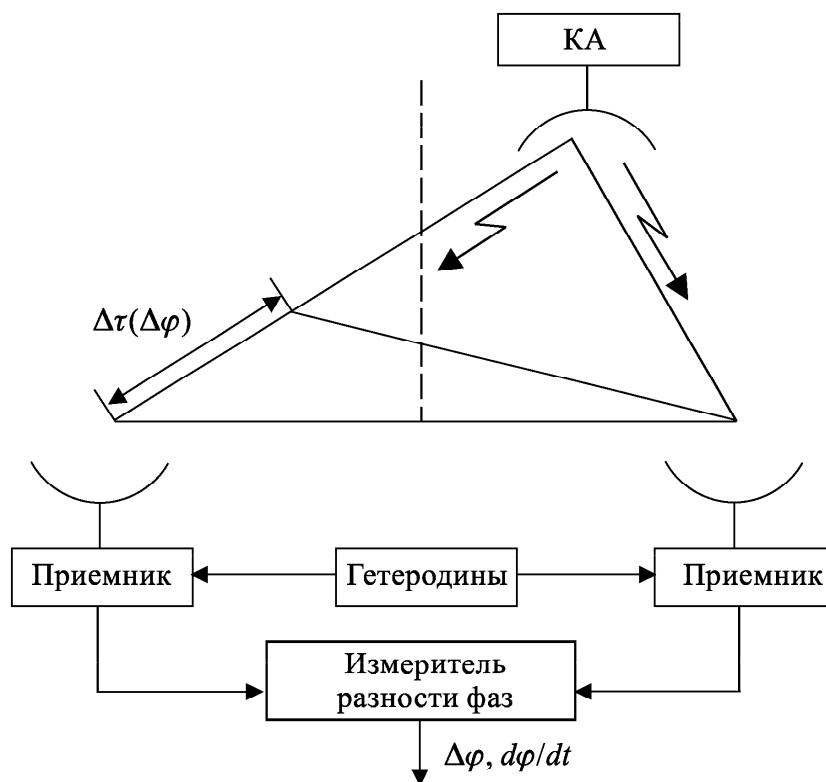 КА
Δτ(Δφ)
Приемник
Гетеродины
Приемник
Измеритель
разности фаз
Δφ, dφ/dt